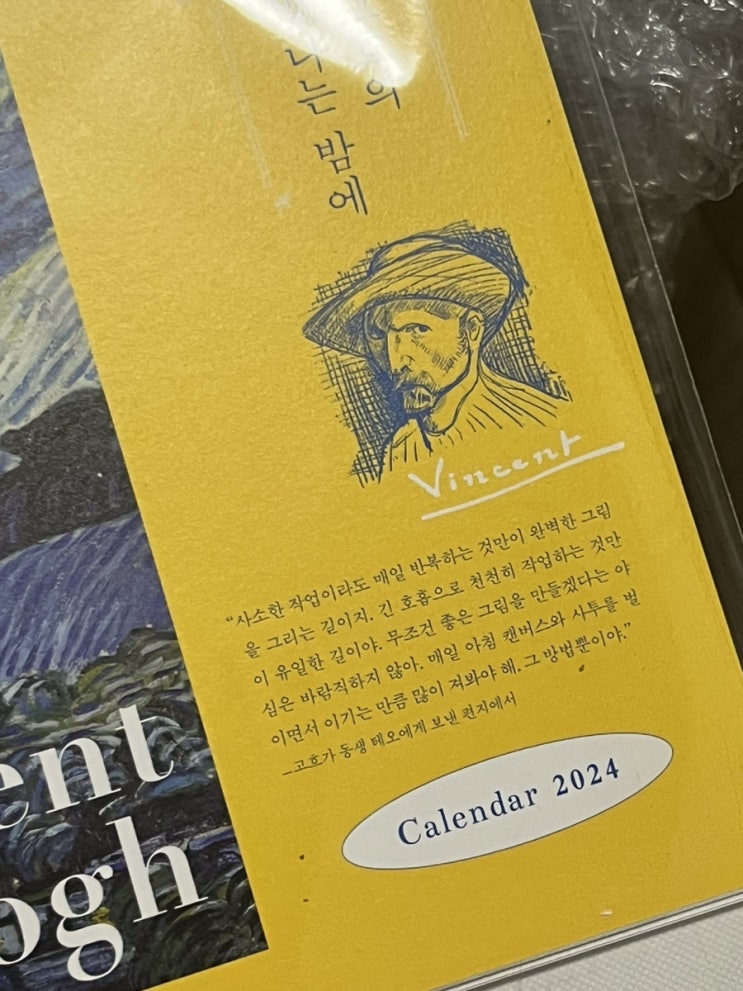 의
는 밤에
Vincent
“사소한 작업이라도 매일 반복하는 것만이 완벽한 그림
을 그리는 길이지. 긴 호흡으로 천천히 작업하는 것만
이 유일한 길이야. 무조건 좋은 그림을 만들겠다는 야
심은 바람직하지 않아. 매일 아침 캔버스와 사투를 벌
이면서 이기는 만큼 많이 져봐야 해. 그 방법뿐이야.”
_고흐가 동생 테오에게 보낸 편지에서
Calendar 2024
ent
ogh